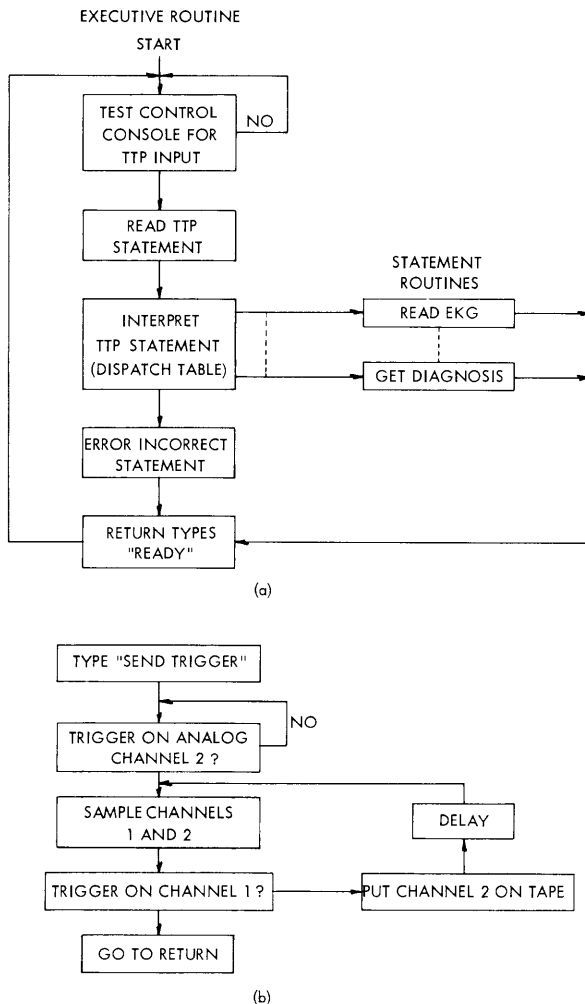 EXECUTIVE ROUTINE
START
TEST CONTROL
CONSOLE FOR
TTP INPUT
NO
READ TTP
STATEMENT
STATEMENT
ROUTINES
INTERPRET
TTP STATEMENT
(DISPATCH TABLE)
READ EKG
GET DIAGNOSIS
ERROR INCORRECT
STATEMENT
RETURN TYPES
"READY"
(a)
TYPE "SEND TRIGGER"
NO
TRIGGER ON ANALOG
CHANNEL 2?
SAMPLE CHANNELS
1 AND 2
DELAY
TRIGGER ON CHANNEL 1?
PUT CHANNEL 2 ON TAPE
GO TO RETURN
(b)